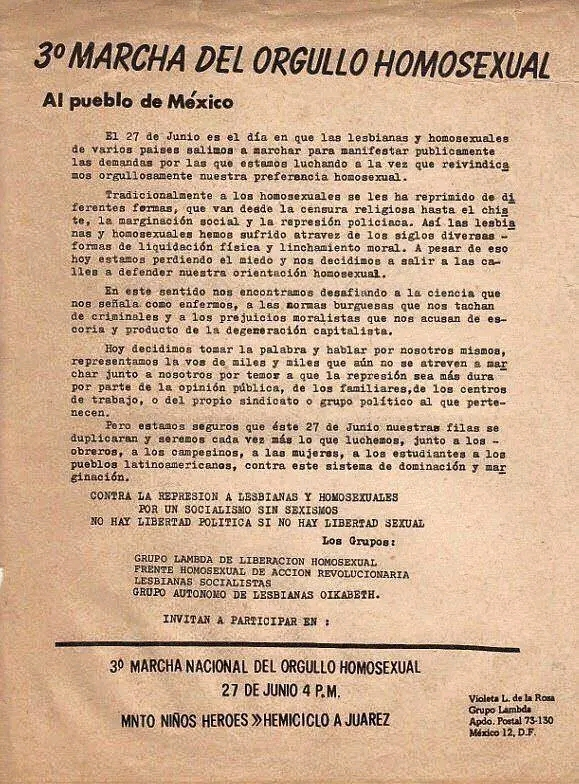 3º MARCHA DEL ORGULLO HOMOSEXUAL
Al pueblo de México
El 27 de Junio es el día en que las lesbianas y homosexuales
de varios paises salimos a marchar para manifestar publicamente
las demandas por las que estamos luchando a la vez que reivindica
mos orgullosamente nuestra preferencia homosexual.
Tradicionalmente a los homosexuales se les ha reprimido de di
ferentes formas, que van desde la censura religiosa hasta el chis
te, la marginación social y la represión policiaca. Así las lesbia
nas y homosexuales hemos sufrido atravez de los siglos diversas -
formas de liquidación física y linchamiento moral. A pesar de eso
hoy estamos perdiendo el miedo y nos decidimos a salir a las ca-
lles a defender nuestra orientación homosexual.
En este sentido nos encontramos desafiando a la ciencia que
nos señala como enfermos, a las normas burguesas que nos tachan
de criminales y a los prejuicios moralistas que nos acusan de es-
coria y producto de la degeneración capitalista.
Hoy decidimos tomar la palabra y hablar por nosotros mismos,
representamos la vos de miles y miles que aún no se atreven a mar
char junto a nosotros por temor a que la represión sea más dura
por parte de la opinión pública, de los familiares,de los centros
de trabajo, o del propio sindicato o grupo político al que perte-
necen.
Pero estamos seguros que éste 27 de Junio nuestras filas se
duplicaran y seremos cada vez más lo que luchemos, junto a los -
obreros, a los campesinos, a las mujeres, a los estudiantes a los
pueblos latinoamericanos, contra este sistema de dominación y mar
ginación.
CONTRA LA REPRESION A LESBIANAS Y HOMOSEXUALES
POR UN SOCIALISMO SIN SEXISMOS
NO HAY LIBERTAD POLITICA SI NO HAY LIBERTAD SEXUAL
Los Grupos:
GRUPO LAMBDA DE LIBERACION HOMOSEXUAL
FRENTE HOMOSEXUAL DE ACCION REVOLUCIONARIA
LESBIANAS SOCIALISTAS
GRUPO AUTONOMO DE LESBIANAS OIKABETH.
INVITAN A PARTICIPAR EN :
3º MARCHA NACIONAL DEL ORGULLO HOMOSEXUAL
27 DE JUNIO 4 P.M.
MNTO NIÑOS HEROES » HEMICICLO A JUAREZ
Violeta L. de la Rosa
Grupo Lambda
Apdo. Postal 73-130
México 12, D.F.